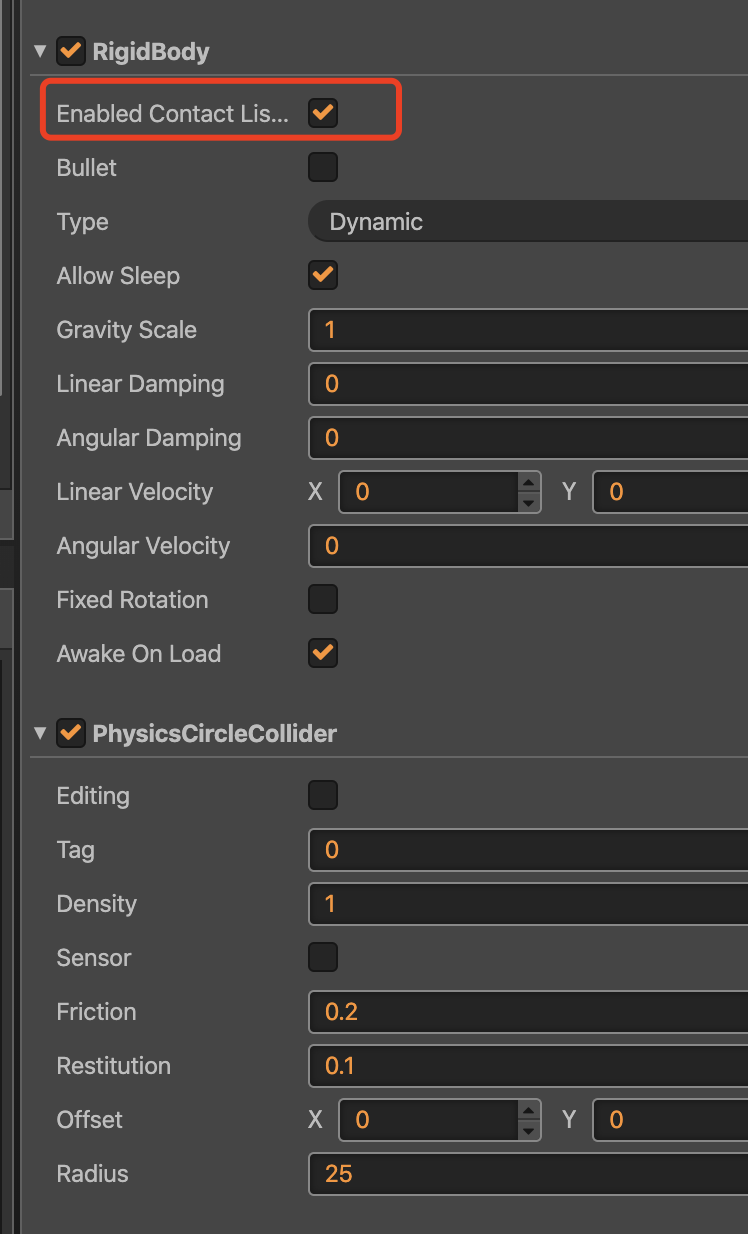 RigidBody
Enabled Contact Lis...
Bullet
Type Dynamic
Allow Sleep
Gravity Scale 1
Linear Damping 0
Angular Damping 0
Linear Velocity X 0 Y 0
Angular Velocity 0
Fixed Rotation
Awake On Load
PhysicsCircleCollider
Editing
Tag 0
Density 1
Sensor
Friction 0.2
Restitution 0.1
Offset X 0 Y 0
Radius 25